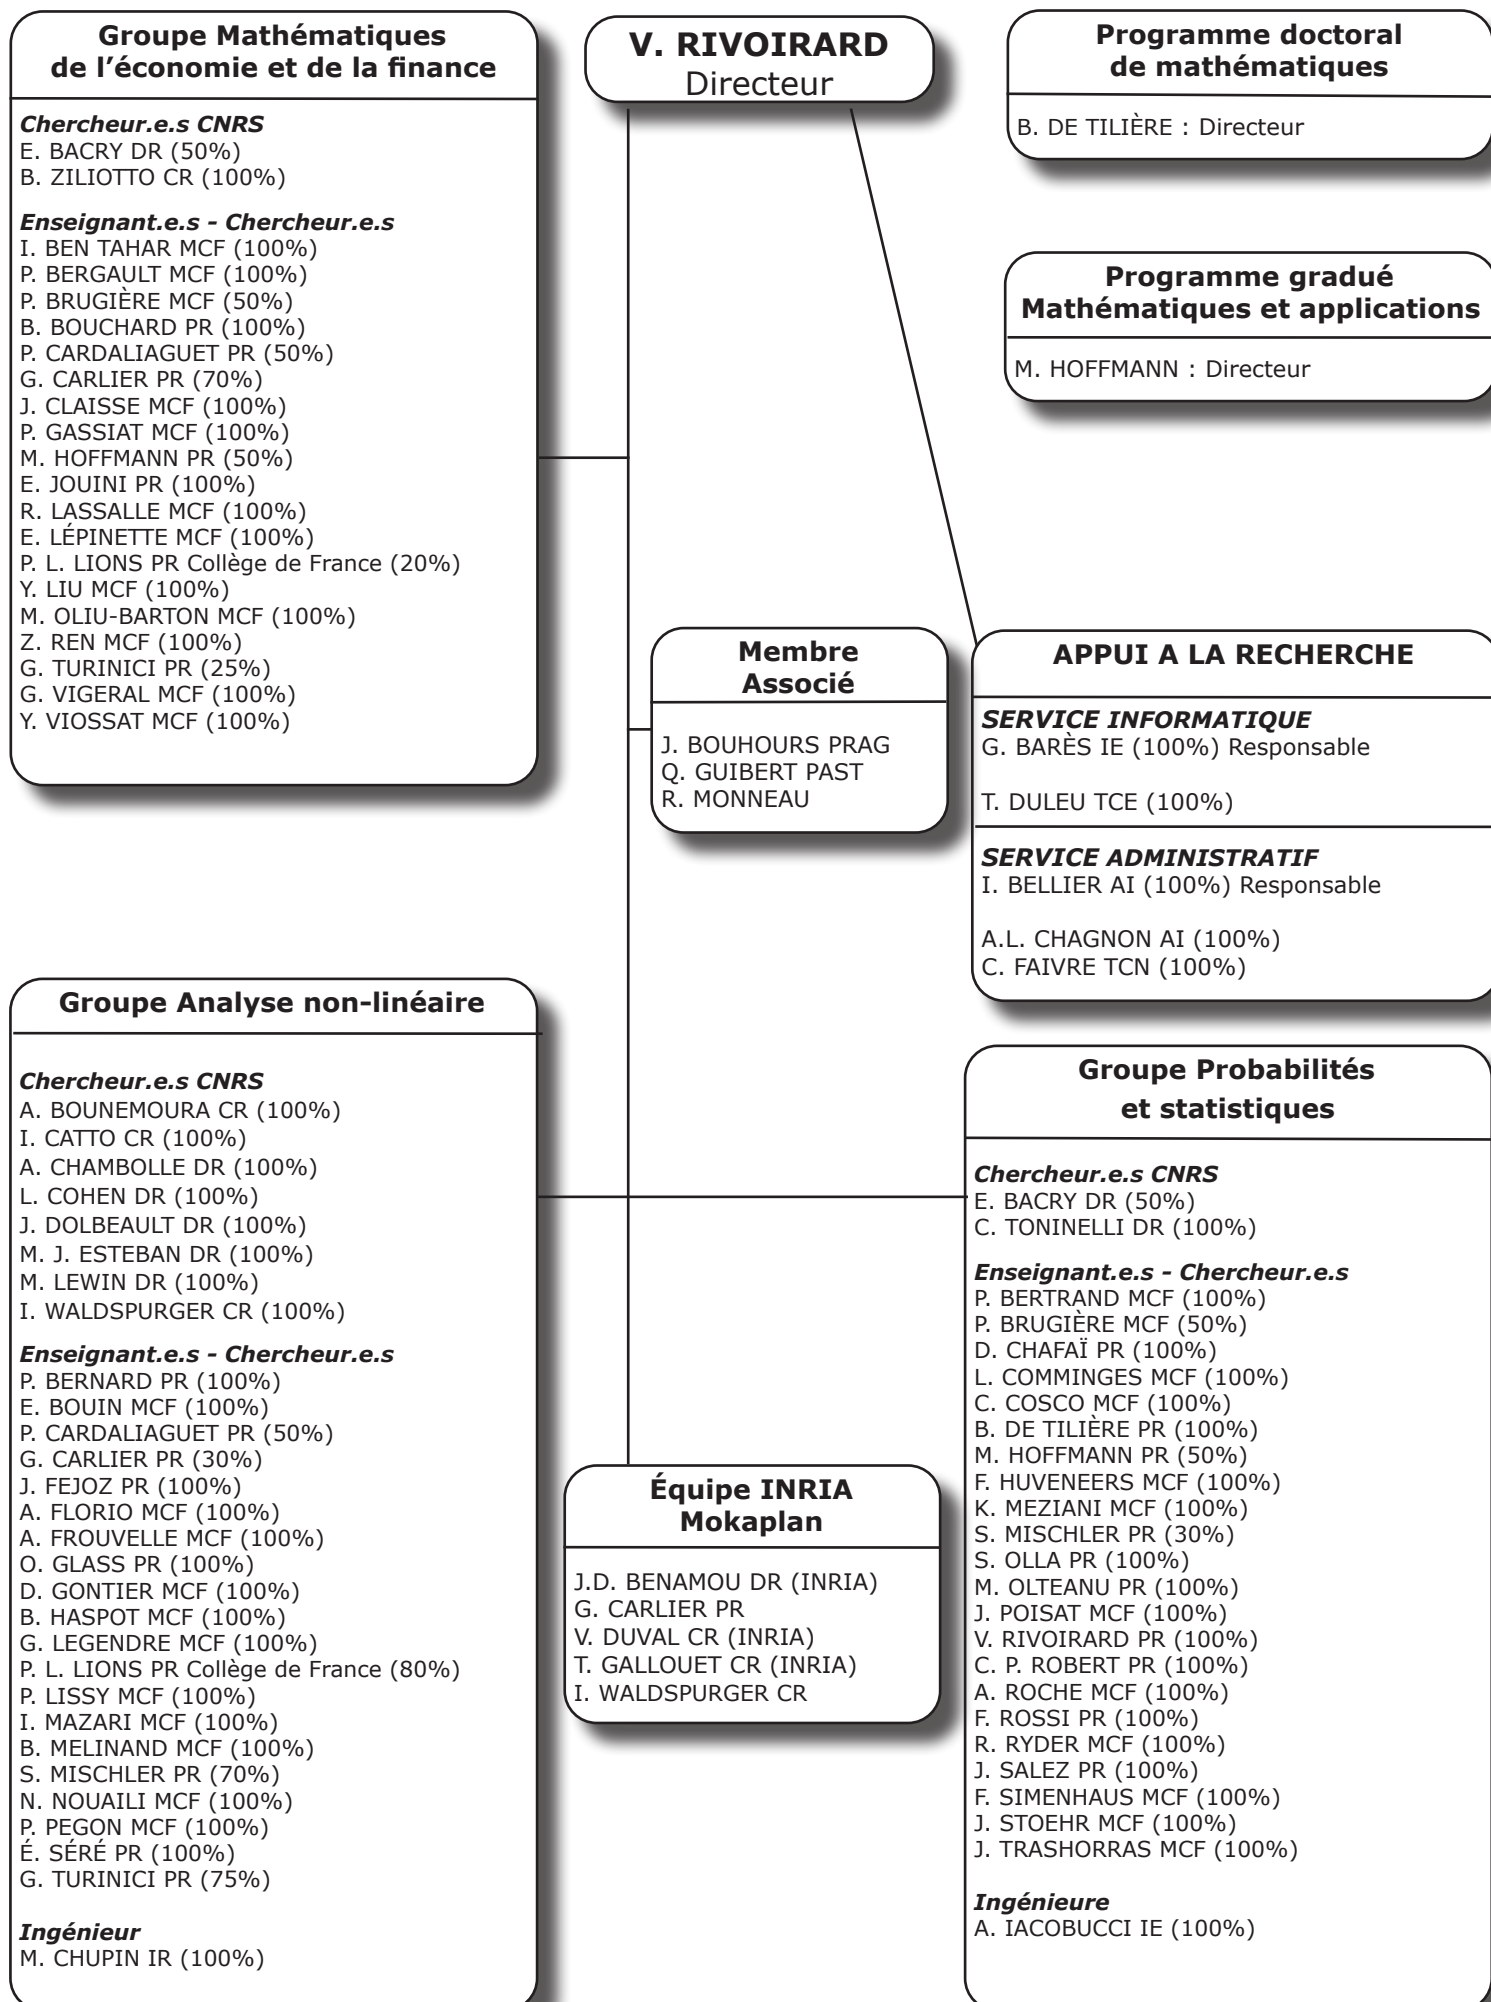 Groupe Mathématiques
de l'économie et de la finance
Chercheur.e.s CNRS
E. BACRY DR (50%)
B. ZILIOTTO CR (100%)
Enseignant.e.s - Chercheur.e.s
I. BEN TAHAR MCF (100%)
P. BERGAULT MCF (100%)
P. BRUGIÈRE MCF (50%)
B. BOUCHARD PR (100%)
P. CARDALIAGUET PR (50%)
G. CARLIER PR (70%)
J. CLAISSE MCF (100%)
P. GASSIAT MCF (100%)
M. HOFFMANN PR (50%)
E. JOUINI PR (100%)
R. LASSALLE MCF (100%)
E. LÉPINETTE MCF (100%)
P. L. LIONS PR Collège de France (20%)
Y. LIU MCF (100%)
M. OLIU-BARTON MCF (100%)
Z. REN MCF (100%)
G. TURINICI PR (25%)
G. VIGERAL MCF (100%)
Y. VIOSSAT MCF (100%)
V. RIVOIRARD
Directeur
Programme doctoral
de mathématiques
B. DE TILIÈRE : Directeur
Programme gradué
Mathématiques et applications
M. HOFFMANN : Directeur
Membre
Associé
J. BOUHOURS PRAG
Q. GUIBERT PAST
R. MONNEAU
APPUI A LA RECHERCHE
SERVICE INFORMATIQUE
G. BARÈS IE (100%) Responsable
T. DULEU TCE (100%)
SERVICE ADMINISTRATIF
I. BELLIER AI (100%) Responsable
A.L. CHAGNON AI (100%)
C. FAIVRE TCN (100%)
Groupe Analyse non-linéaire
Chercheur.e.s CNRS
A. BOUNEMOURA CR (100%)
I. CATTO CR (100%)
A. CHAMBOLLE DR (100%)
L. COHEN DR (100%)
J. DOLBEAULT DR (100%)
M. J. ESTEBAN DR (100%)
M. LEWIN DR (100%)
I. WALDSPURGER CR (100%)
Enseignant.e.s - Chercheur.e.s
P. BERNARD PR (100%)
E. BOUIN MCF (100%)
P. CARDALIAGUET PR (50%)
G. CARLIER PR (30%)
J. FEJOZ PR (100%)
A. FLORIO MCF (100%)
A. FROUVELLE MCF (100%)
O. GLASS PR (100%)
D. GONTIER MCF (100%)
B. HASPOT MCF (100%)
G. LEGENDRE MCF (100%)
P. L. LIONS PR Collège de France (80%)
P. LISSY MCF (100%)
I. MAZARI MCF (100%)
B. MELINAND MCF (100%)
S. MISCHLER PR (70%)
N. NOUAILI MCF (100%)
P. PEGON MCF (100%)
É. SÉRÉ PR (100%)
G. TURINICI PR (75%)
Ingénieur
M. CHUPIN IR (100%)
Équipe INRIA
Mokaplan
J.D. BENAMOU DR (INRIA)
G. CARLIER PR
V. DUVAL CR (INRIA)
T. GALLOUET CR (INRIA)
I. WALDSPURGER CR
Groupe Probabilités
et statistiques
Chercheur.e.s CNRS
E. BACRY DR (50%)
C. TONINELLI DR (100%)
Enseignant.e.s - Chercheur.e.s
P. BERTRAND MCF (100%)
P. BRUGIÈRE MCF (50%)
D. CHAFAÏ PR (100%)
L. COMMINGES MCF (100%)
C. COSCO MCF (100%)
B. DE TILIÈRE PR (100%)
M. HOFFMANN PR (50%)
F. HUVENEERS MCF (100%)
K. MEZIANI MCF (100%)
S. MISCHLER PR (30%)
S. OLLA PR (100%)
M. OLTEANU PR (100%)
J. POISAT MCF (100%)
V. RIVOIRARD PR (100%)
C. P. ROBERT PR (100%)
A. ROCHE MCF (100%)
F. ROSSI PR (100%)
R. RYDER MCF (100%)
J. SALEZ PR (100%)
F. SIMENHAUS MCF (100%)
J. STOEHR MCF (100%)
J. TRASHORRAS MCF (100%)
Ingénieure
A. IACOBUCCI IE (100%)